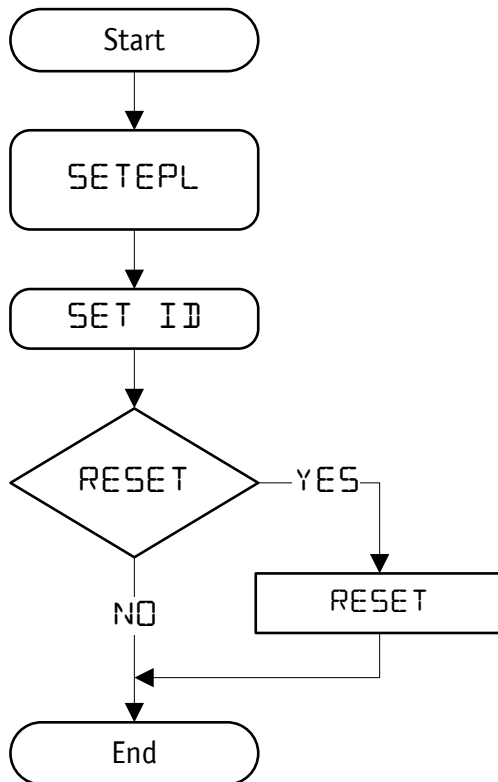 Start
SETEPL
SET ID
RESET
YES
RESET
NO
End